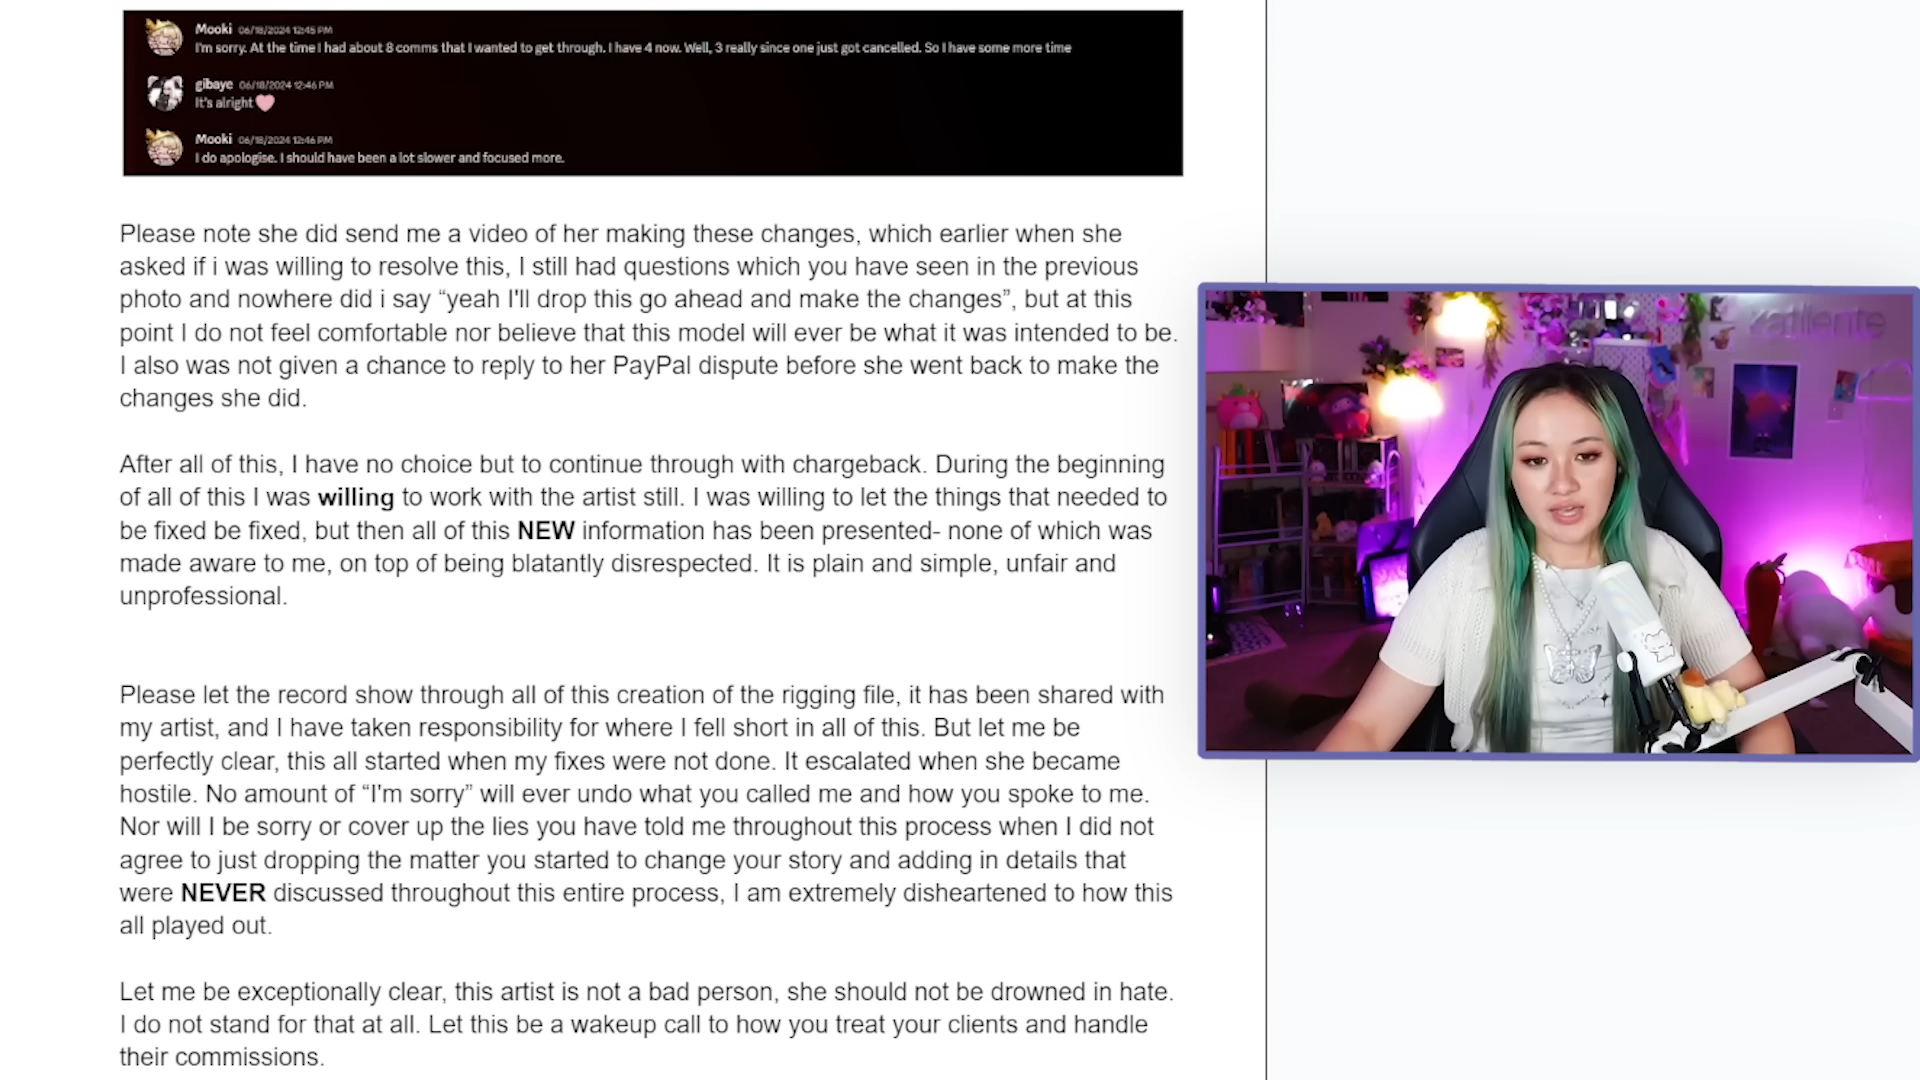 Mooki 06/18/2024 12:45 PM
I'm sorry. At the time I had about 8 comms that I wanted to get through. I have 4 now. Well, 3 really since one just got cancelled. So I have some more time
gibaye 06/18/2024 12:46 PM
It's alright
Mooki 06/18/2024 12:46 PM
I do apologise. I should have been a lot slower and focused more.
Please note she did send me a video of her making these changes, which earlier when she
asked if i was willing to resolve this, I still had questions which you have seen in the previous
photo and nowhere did i say “yeah I'll drop this go ahead and make the changes”, but at this
point I do not feel comfortable nor believe that this model will ever be what it was intended to be.
I also was not given a chance to reply to her PayPal dispute before she went back to make the
changes she did.
After all of this, I have no choice but to continue through with chargeback. During the beginning
of all of this I was willing to work with the artist still. I was willing to let the things that needed to
be fixed be fixed, but then all of this NEW information has been presented- none of which was
made aware to me, on top of being blatantly disrespected. It is plain and simple, unfair and
unprofessional.
Please let the record show through all of this creation of the rigging file, it has been shared with
my artist, and I have taken responsibility for where I fell short in all of this. But let me be
perfectly clear, this all started when my fixes were not done. It escalated when she became
hostile. No amount of “I'm sorry” will ever undo what you called me and how you spoke to me.
Nor will I be sorry or cover up the lies you have told me throughout this process when I did not
agree to just dropping the matter you started to change your story and adding in details that
were NEVER discussed throughout this entire process, I am extremely disheartened to how this
all played out.
Let me be exceptionally clear, this artist is not a bad person, she should not be drowned in hate.
I do not stand for that at all. Let this be a wakeup call to how you treat your clients and handle
their commissions.